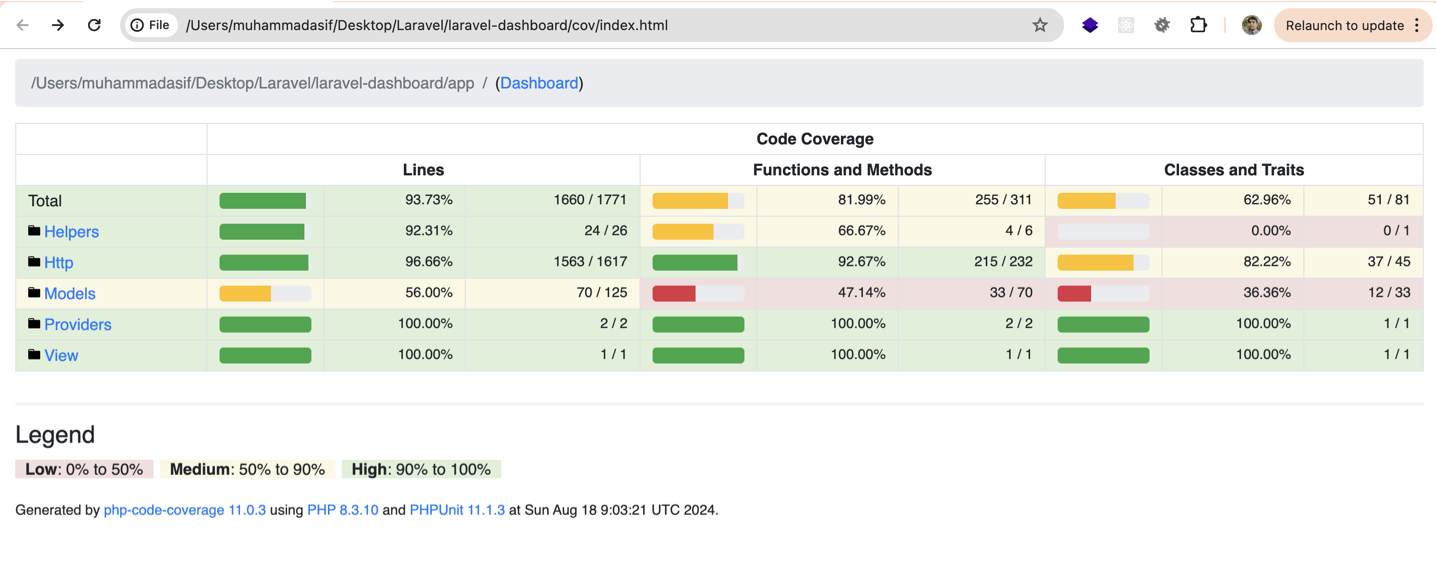 File /Users/muhammadasif/Desktop/Laravel/laravel-dashboard/cov/index.html Relaunch to update
/Users/muhammadasif/Desktop/Laravel/laravel-dashboard/app / (Dashboard)
Code Coverage
Lines Functions and Methods Classes and Traits
Total 93.73% 1660 / 1771 81.99% 255 / 311 62.96% 51 / 81
Helpers 92.31% 24 / 26 66.67% 4 / 6 0.00% 0 / 1
Http 96.66% 1563 / 1617 92.67% 215 / 232 82.22% 37 / 45
Models 56.00% 70 / 125 47.14% 33 / 70 36.36% 12 / 33
Providers 100.00% 2 / 2 100.00% 2 / 2 100.00% 1 / 1
View 100.00% 1 / 1 100.00% 1 / 1 100.00% 1 / 1
Legend
Low: 0% to 50% Medium: 50% to 90% High: 90% to 100%
Generated by php-code-coverage 11.0.3 using PHP 8.3.10 and PHPUnit 11.1.3 at Sun Aug 18 9:03:21 UTC 2024.